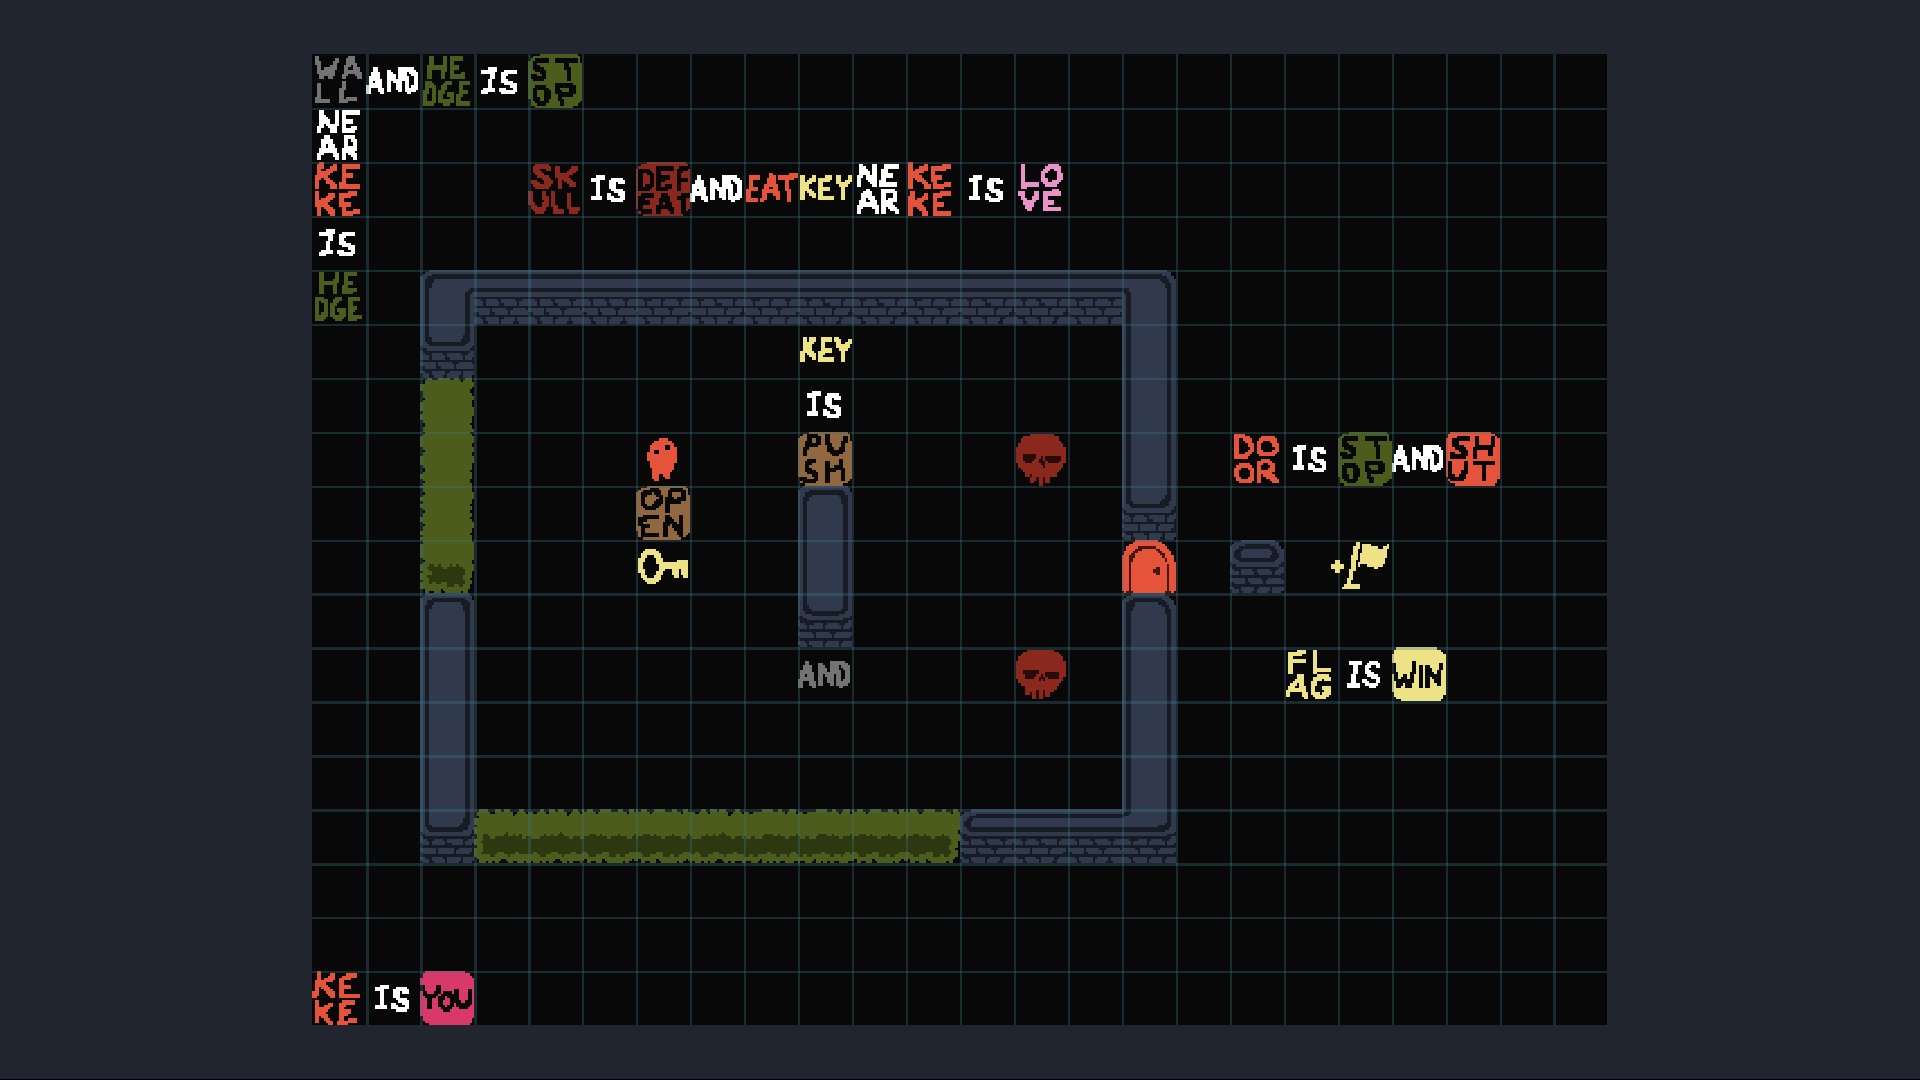 WALL AND HEDGE IS STOP
NEAR
KEKE SKULL IS DEFEAT AND EAT KEY NEAR KEKE IS LOVE
IS
HEDGE
KEY
IS
PUSH DOOR IS STOP AND SHUT
OPEN
AND FLAG IS WIN
KEKE IS YOU